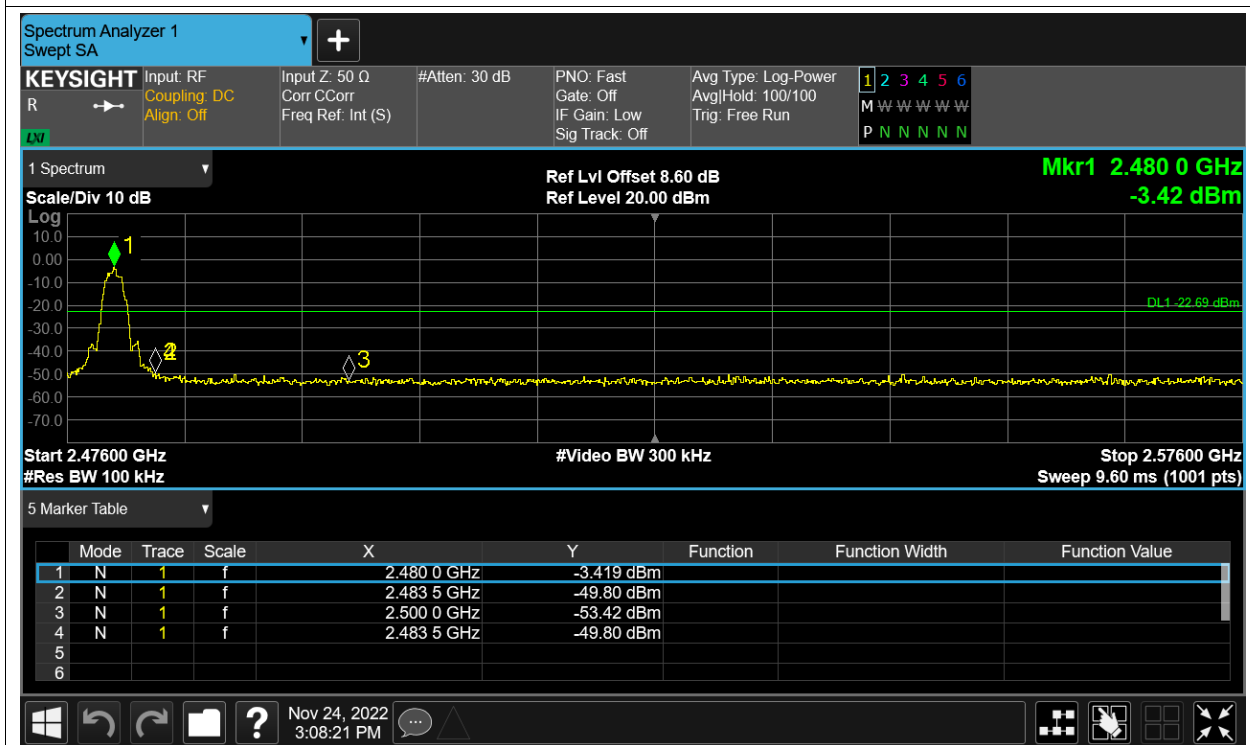 Spectrum Analyzer 1
Swept SA
+
KEYSIGHT Input: RF Input Z: 50 Ω #Atten: 30 dB PNO: Fast Avg Type: Log-Power 1 2 3 4 5 6
R Coupling: DC Corr CCorr Gate: Off Avg|Hold: 100/100 M W W W W W
Align: Off Freq Ref: Int (S) IF Gain: Low Trig: Free Run
LXI Sig Track: Off P N N N N N
1 Spectrum Ref Lvl Offset 8.60 dB Mkr1 2.480 0 GHz
Scale/Div 10 dB Ref Level 20.00 dBm -3.42 dBm
Log
10.0
1
0.00
-10.0
-20.0 DL1 -22.69 dBm
-30.0
-40.0 2 4 3
-50.0
-60.0
-70.0
Start 2.47600 GHz #Video BW 300 kHz Stop 2.57600 GHz
#Res BW 100 kHz Sweep 9.60 ms (1001 pts)
5 Marker Table
Mode Trace Scale X Y Function Function Width Function Value
1 N 1 f 2.480 0 GHz -3.419 dBm
2 N 1 f 2.483 5 GHz -49.80 dBm
3 N 1 f 2.500 0 GHz -53.42 dBm
4 N 1 f 2.483 5 GHz -49.80 dBm
5
6
? Nov 24, 2022
3:08:21 PM